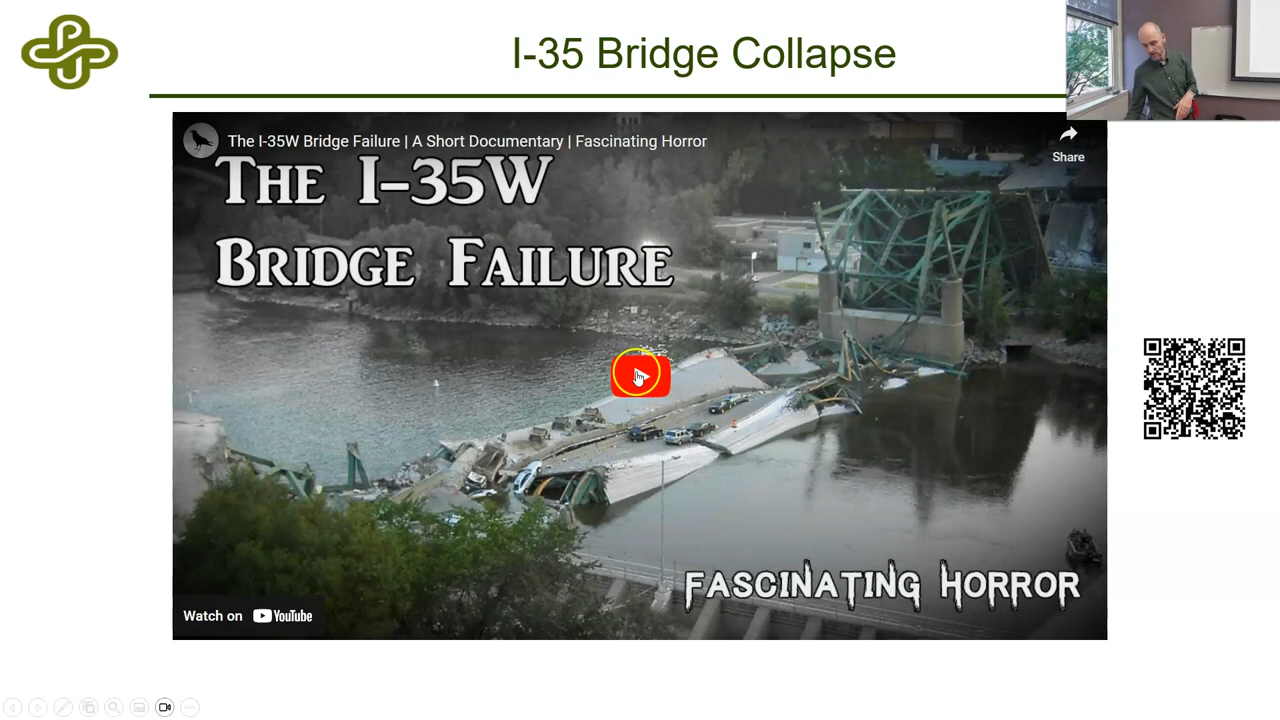 I-35 Bridge Collapse
The I-35W Bridge Failure | A Short Documentary | Fascinating Horror
Share
THE I-35W
BRIDGE FAILURE
FASCINATING HORROR
Watch on YouTube
PSU